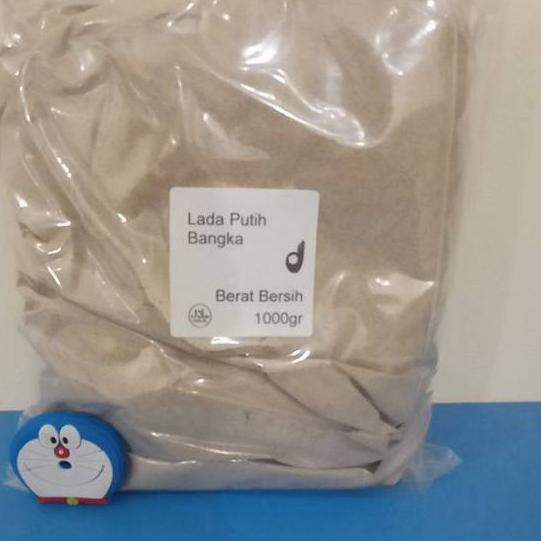 Lada Putih
Bangka
Berat Bersih
1000gr